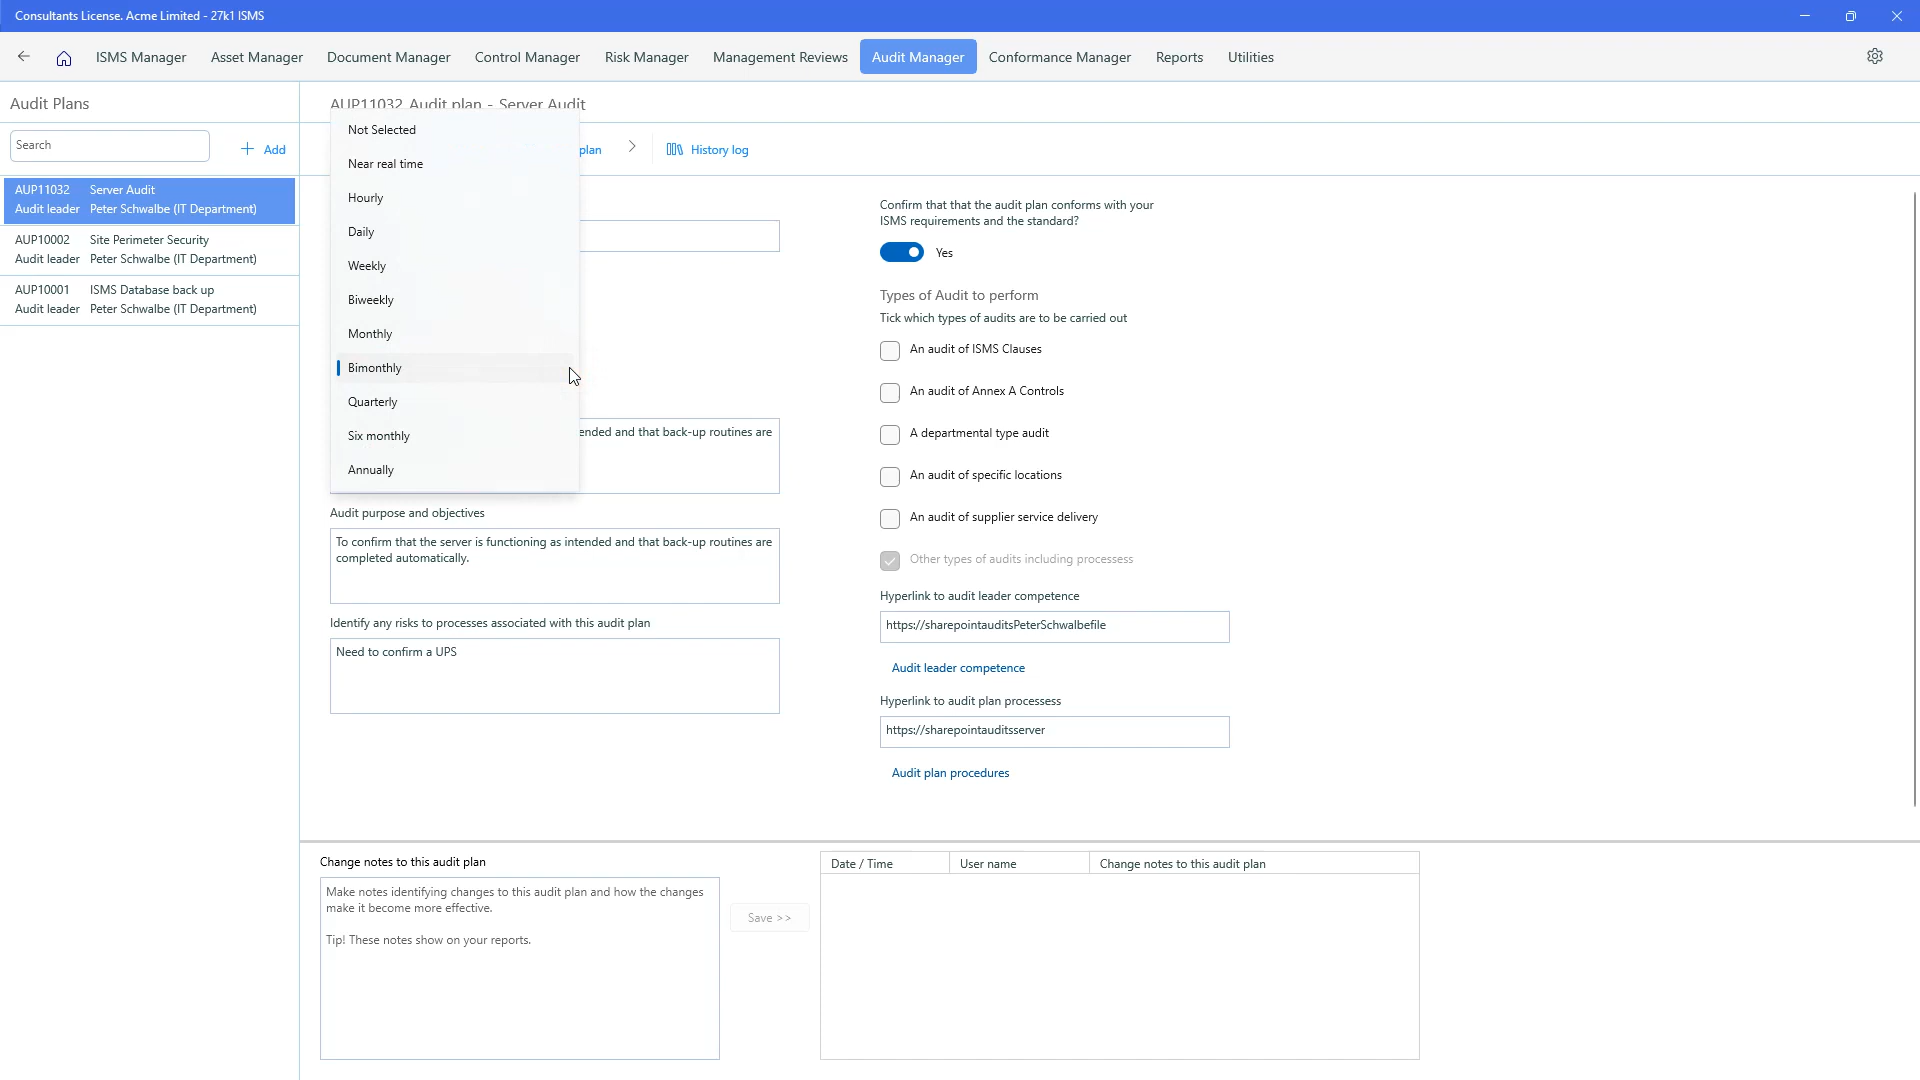 Consultants License. Acme Limited - 27k1 ISMS
ISMS Manager
Asset Manager
Document Manager
Control Manager
Risk Manager
Management Reviews
Audit Manager
Conformance Manager
Reports
Utilities
Audit Plans
Search
Add
AUP11032 Server Audit
Audit leader Peter Schwalbe (IT Department)
AUP10002 Site Perimeter Security
Audit leader Peter Schwalbe (IT Department)
AUP10001 ISMS Database back up
Audit leader Peter Schwalbe (IT Department)
AUP11032 Audit plan - Server Audit
plan
History log
Not Selected
Near real time
Hourly
Daily
Weekly
Biweekly
Monthly
Bimonthly
Quarterly
Six monthly
Annually
ended and that back-up routines are
Audit purpose and objectives
To confirm that the server is functioning as intended and that back-up routines are
completed automatically.
Identify any risks to processes associated with this audit plan
Need to confirm a UPS
Confirm that that the audit plan conforms with your
ISMS requirements and the standard?
Yes
Types of Audit to perform
Tick which types of audits are to be carried out
An audit of ISMS Clauses
An audit of Annex A Controls
A departmental type audit
An audit of specific locations
An audit of supplier service delivery
Other types of audits including processess
Hyperlink to audit leader competence
https://sharepointauditsPeterSchwalbefile
Audit leader competence
Hyperlink to audit plan processess
https://sharepointauditsserver
Audit plan procedures
Change notes to this audit plan
Make notes identifying changes to this audit plan and how the changes
make it become more effective.
Tip! These notes show on your reports.
Save >>
Date / Time
User name
Change notes to this audit plan